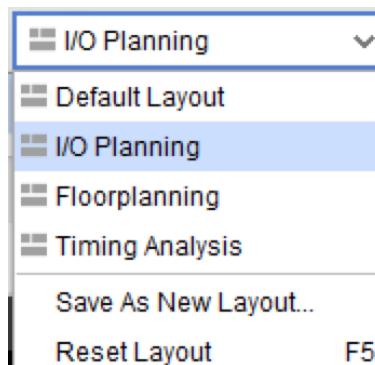 I/O Planning
Default Layout
I/O Planning
Floorplanning
Timing Analysis
Save As New Layout...
Reset Layout F5